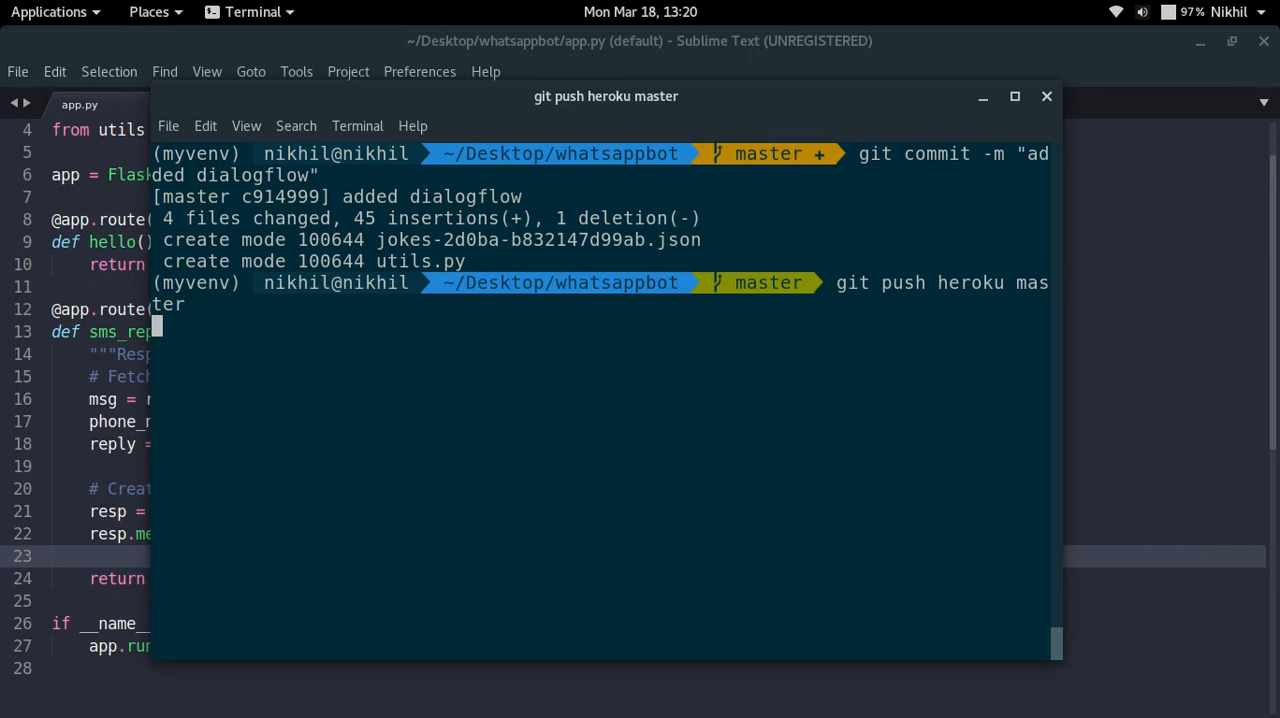 Applications Places Terminal Mon Mar 18, 13:20 97% Nikhil
~/Desktop/whatsappbot/app.py (default) - Sublime Text (UNREGISTERED)
File Edit Selection Find View Goto Tools Project Preferences Help
app.py
git push heroku master
File Edit View Search Terminal Help
(myvenv) nikhil@nikhil ~/Desktop/whatsappbot master + git commit -m "ad
ded dialogflow"
[master c914999] added dialogflow
4 files changed, 45 insertions(+), 1 deletion(-)
create mode 100644 jokes-2d0ba-b832147d99ab.json
create mode 100644 utils.py
(myvenv) nikhil@nikhil ~/Desktop/whatsappbot master git push heroku mas
ter
4 from utils
5
6 app = Flask
7
8 @app.route(
9 def hello()
10 return
11
12 @app.route(
13 def sms_rep
14 """Resp
15 # Fetch
16 msg = r
17 phone_n
18 reply =
19
20 # Creat
21 resp =
22 resp.me
23
24 return
25
26 if __name__
27 app.run
28